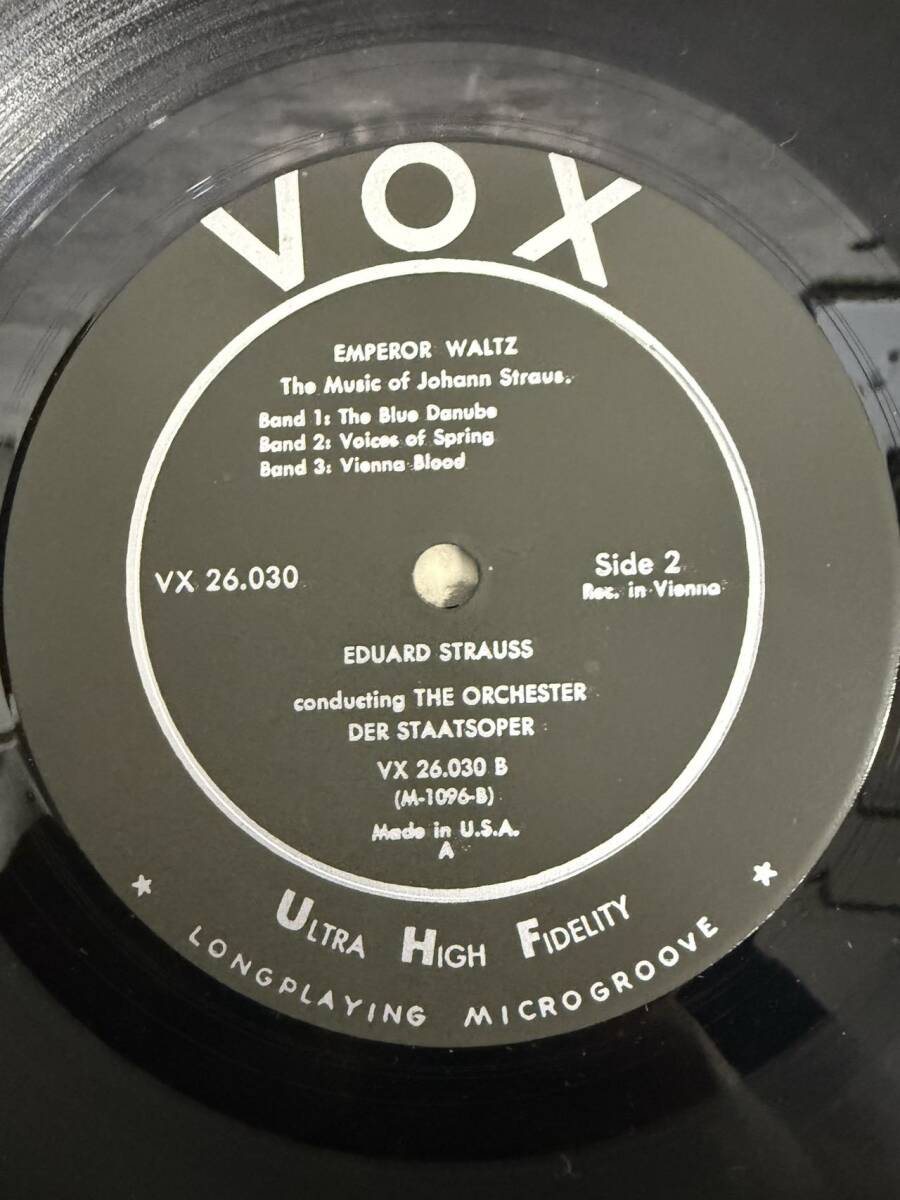 VOX
EMPEROR WALTZ
The Music of Johann Straus.
Band 1: The Blue Danube
Band 2: Voices of Spring
Band 3: Vienna Blood
VX 26.030
Side 2
Rec. in Vienna
EDUARD STRAUSS
conducting THE ORCHESTER
DER STAATSOPER
VX 26.030 B
(M-1096-B)
Made in U.S.A.
A
ULTRA HIGH FIDELITY
LONGPLAYING MICROGROOVE